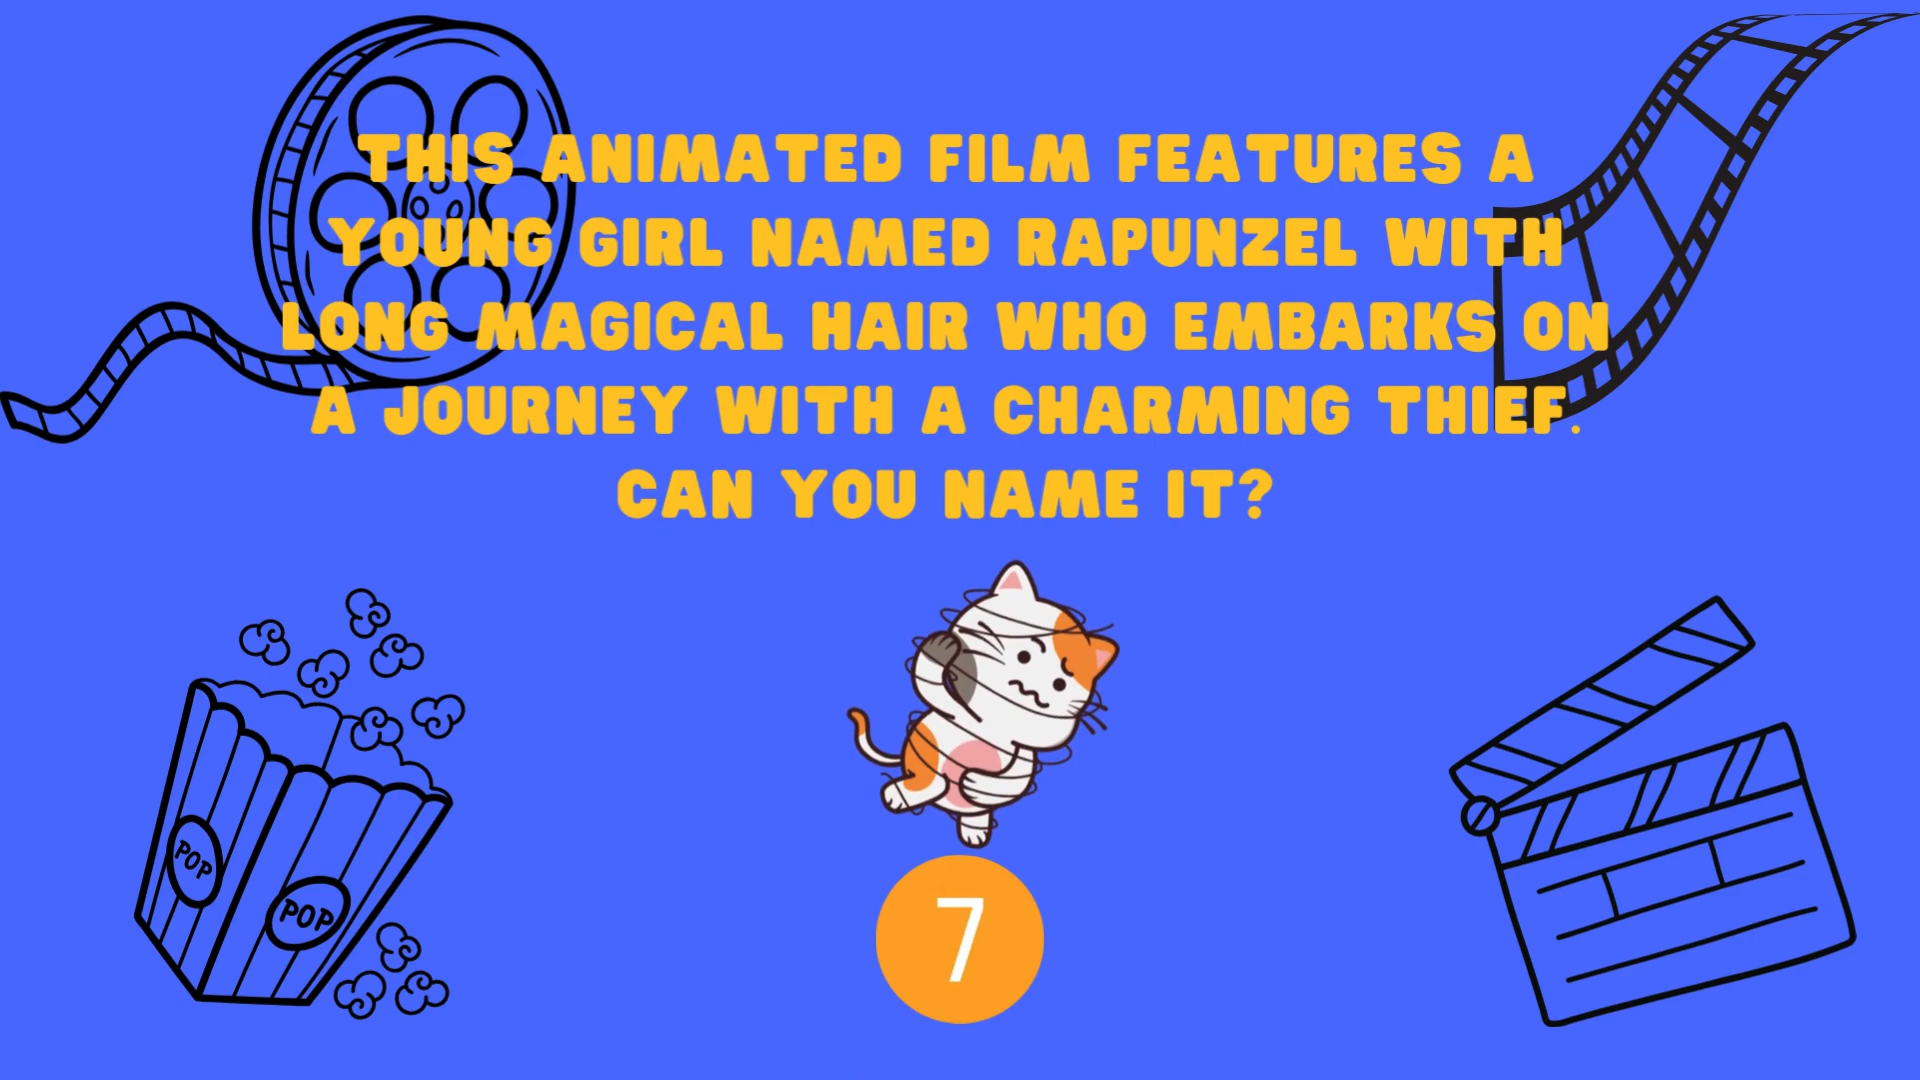 THIS ANIMATED FILM FEATURES A
YOUNG GIRL NAMED RAPUNZEL WITH
LONG MAGICAL HAIR WHO EMBARKS ON
A JOURNEY WITH A CHARMING THIEF.
CAN YOU NAME IT?
POP
POP
7